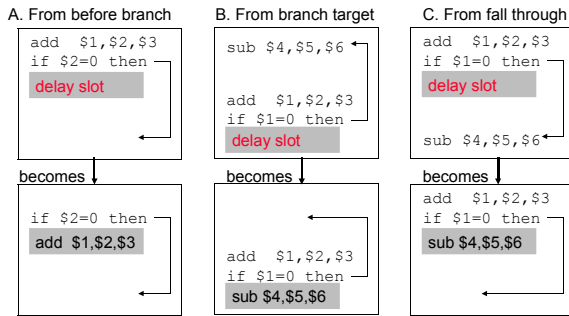 A. From before branch
add $1,$2,$3
if $2=0 then
delay slot
becomes
if $2=0 then
add $1,$2,$3
B. From branch target
sub $4,$5,$6
add $1,$2,$3
if $1=0 then
delay slot
becomes
add $1,$2,$3
if $1=0 then
sub $4,$5,$6
C. From fall through
add $1,$2,$3
if $1=0 then
delay slot
sub $4,$5,$6
becomes
add $1,$2,$3
if $1=0 then
sub $4,$5,$6